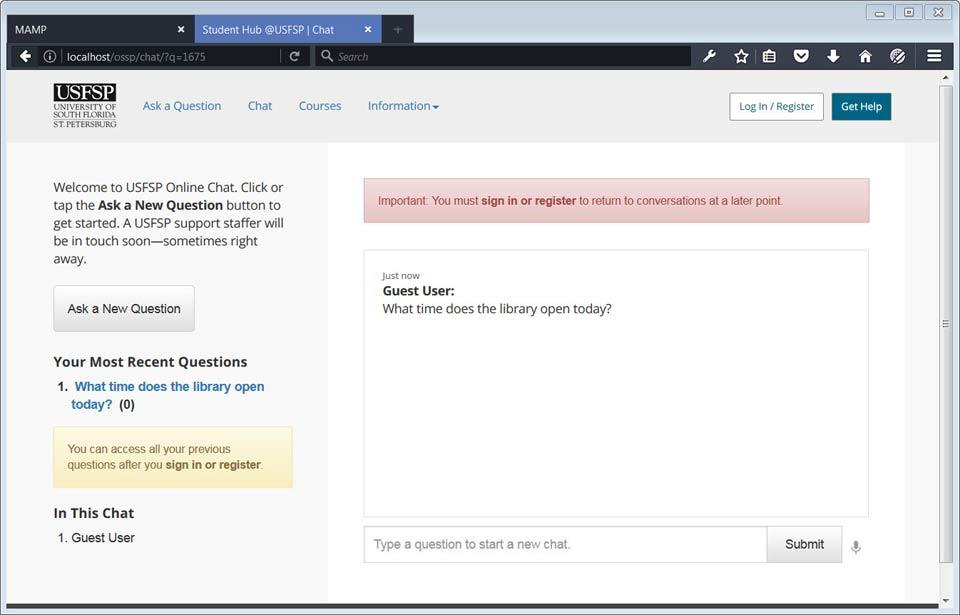 MAMP
Student Hub @USFSP | Chat
localhost/ossp/chat/?q=1675
Search
USFSP
UNIVERSITY OF
SOUTH FLORIDA
ST. PETERSBURG
Ask a Question
Chat
Courses
Information
Log In / Register
Get Help
Welcome to USFSP Online Chat. Click or
tap the Ask a New Question button to
get started. A USFSP support staffer will
be in touch soon—sometimes right
away.
Ask a New Question
Your Most Recent Questions
1. What time does the library open
today? (0)
You can access all your previous
questions after you sign in or register.
In This Chat
1. Guest User
Important: You must sign in or register to return to conversations at a later point.
Just now
Guest User:
What time does the library open today?
Type a question to start a new chat.
Submit